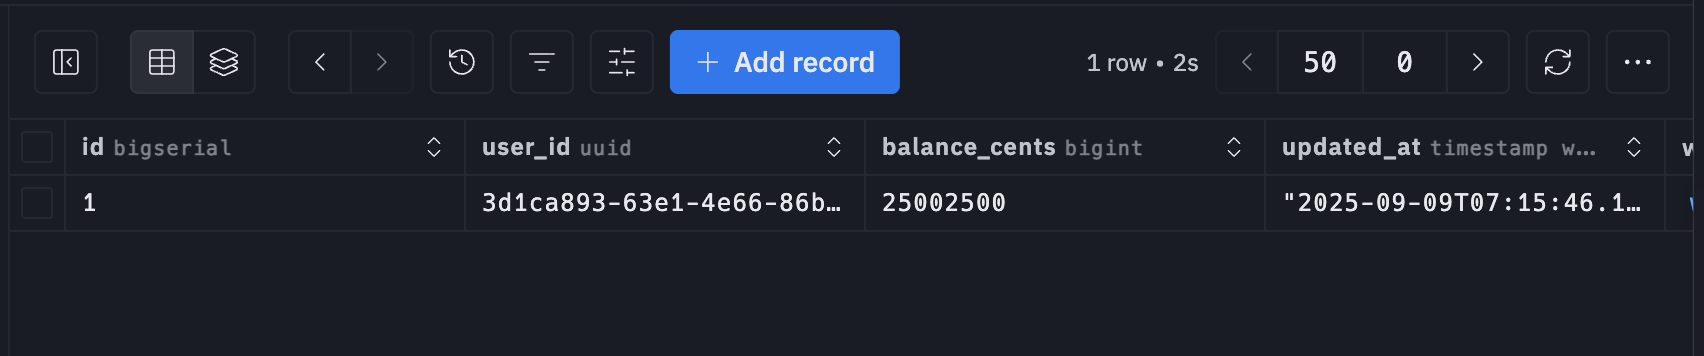 + Add record 1 row • 2s 50 0
id bigserial user_id uuid balance_cents bigint updated_at timestamp w...
1 3d1ca893-63e1-4e66-86b… 25002500 "2025-09-09T07:15:46.1…